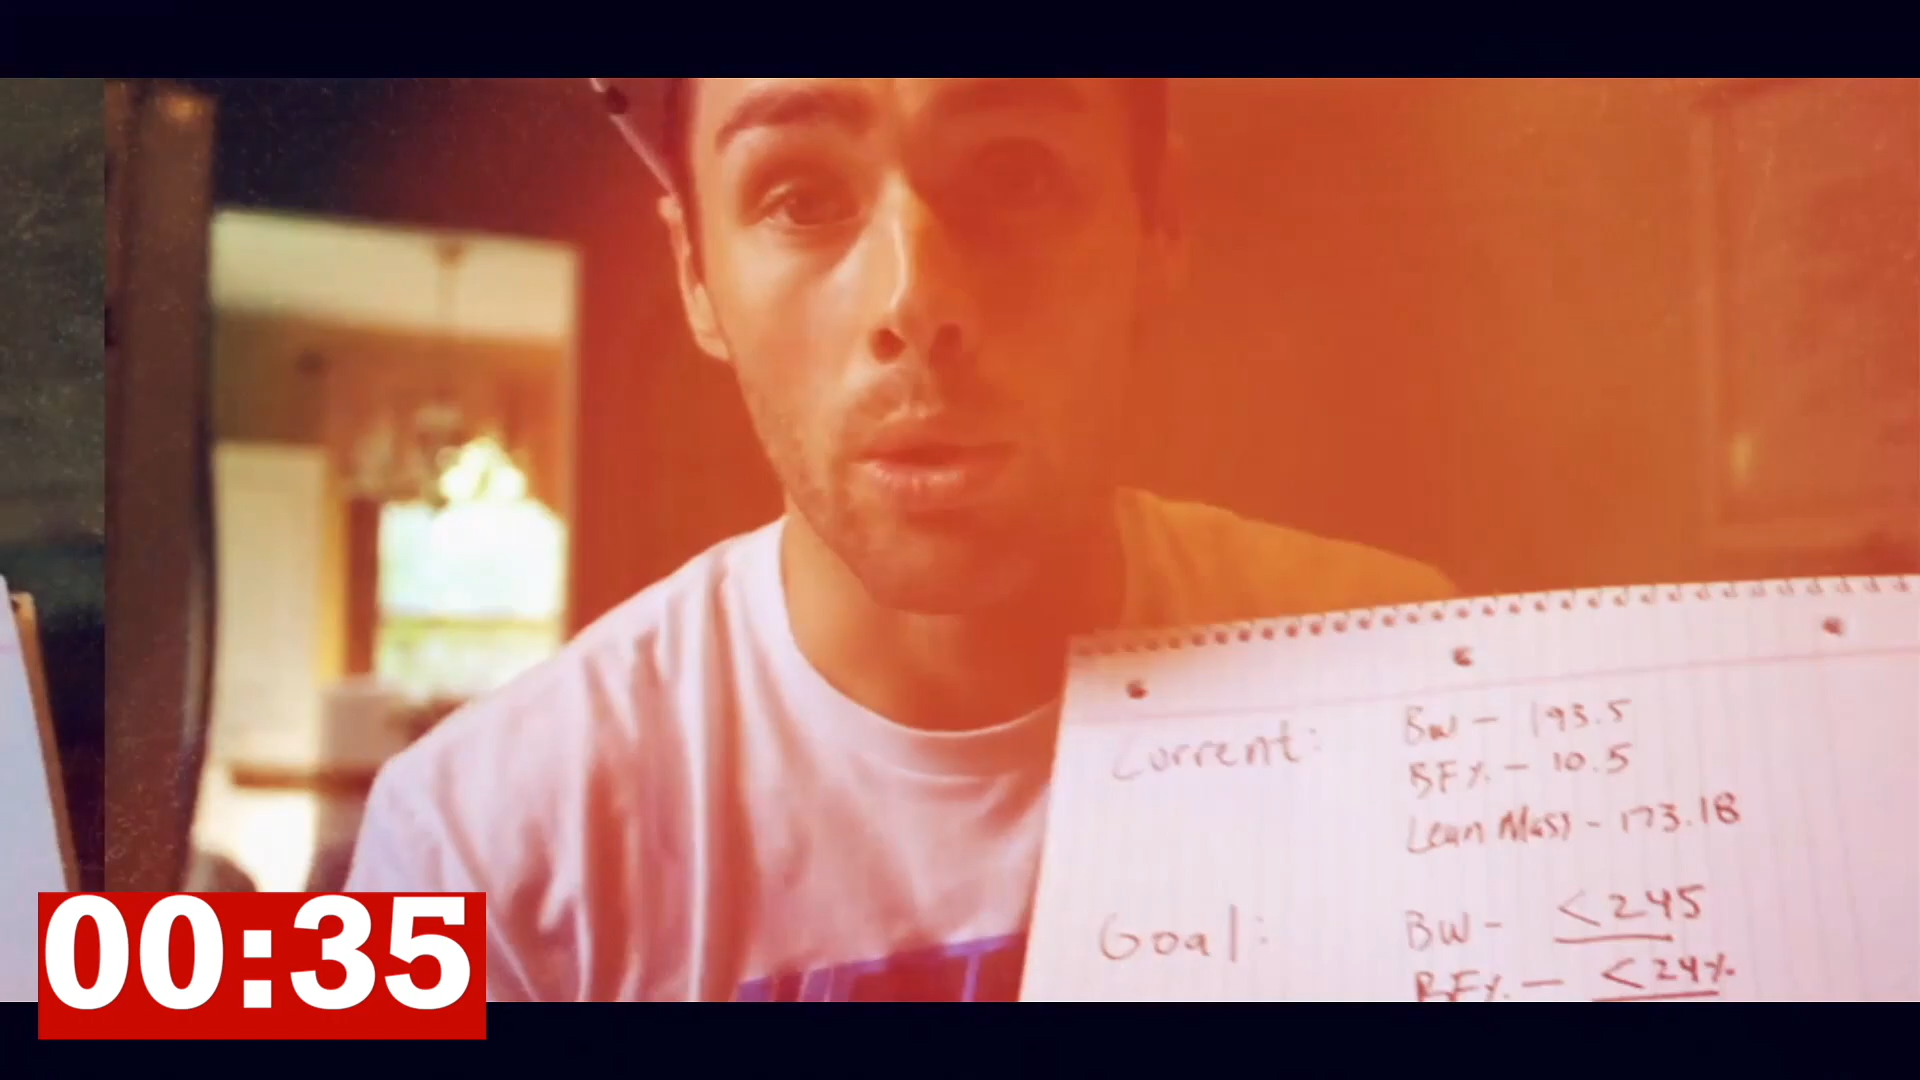 Current: BW - 193.5
BF% - 10.5
Lean Mass - 173.18
Goal: BW - <245
BF% - <24%
00:35